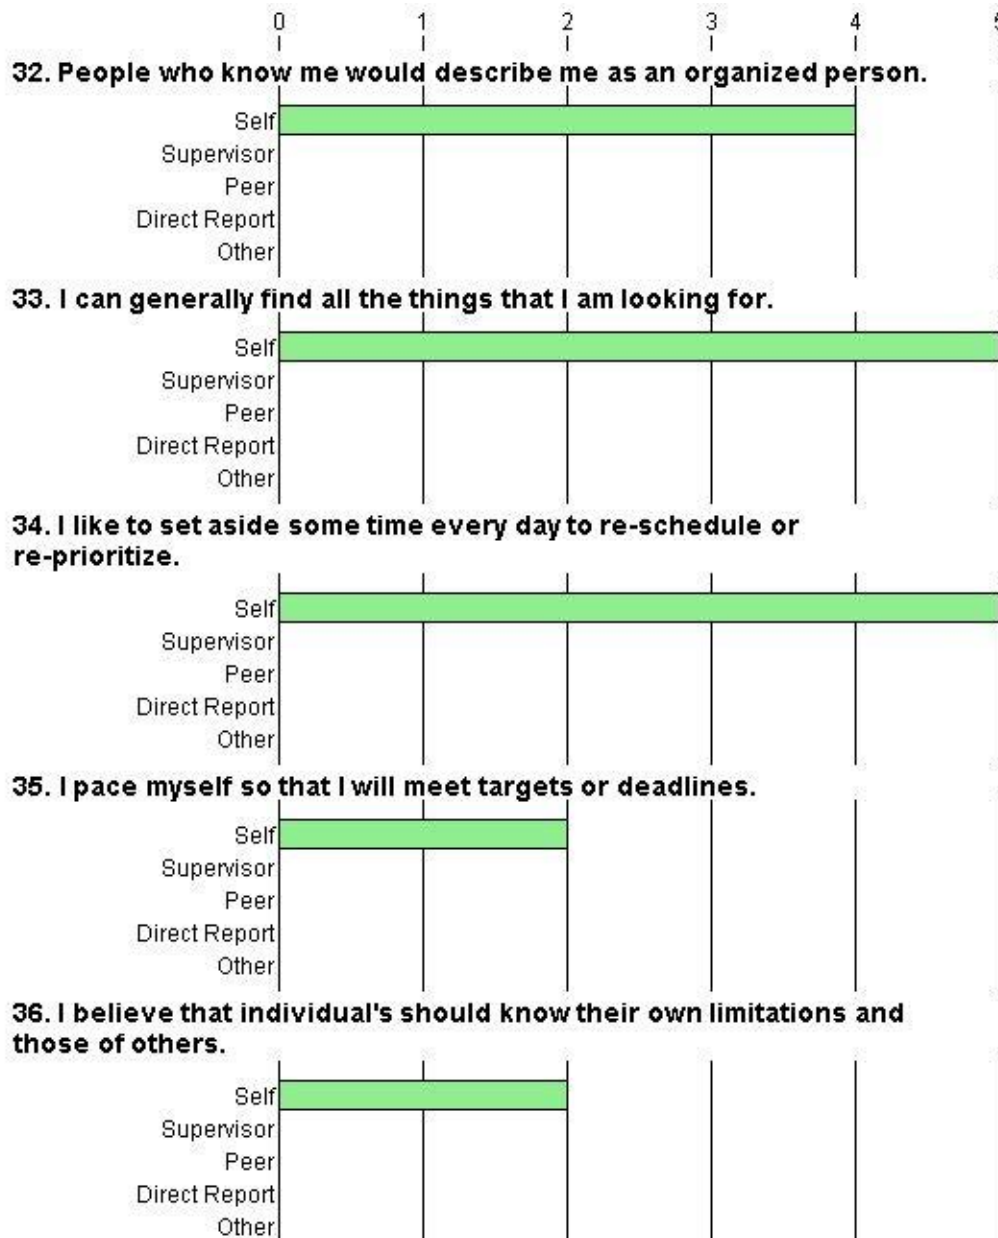 0 1 2 3 4 5
32. People who know me would describe me as an organized person.
Self
Supervisor
Peer
Direct Report
Other
33. I can generally find all the things that I am looking for.
Self
Supervisor
Peer
Direct Report
Other
34. I like to set aside some time every day to re-schedule or
re-prioritize.
Self
Supervisor
Peer
Direct Report
Other
35. I pace myself so that I will meet targets or deadlines.
Self
Supervisor
Peer
Direct Report
Other
36. I believe that individual's should know their own limitations and
those of others.
Self
Supervisor
Peer
Direct Report
Other